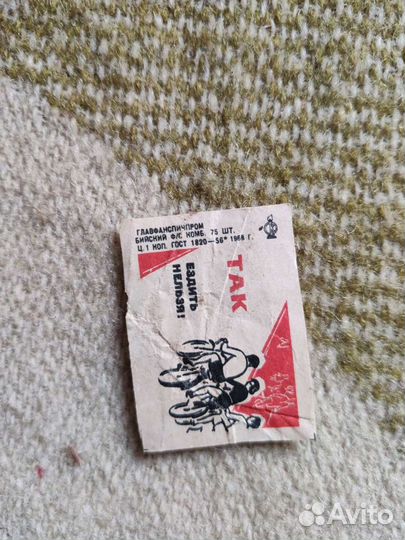 ГЛАВФАНСПИЧПРОМ
БИЙСКИЙ Ф/С. КОМБ. 75 ШТ.
Ц. 1 КОП. ГОСТ 1820—56* 1968 Г.
ТАК
ЕЗДИТЬ
НЕЛЬЗЯ!
Avito